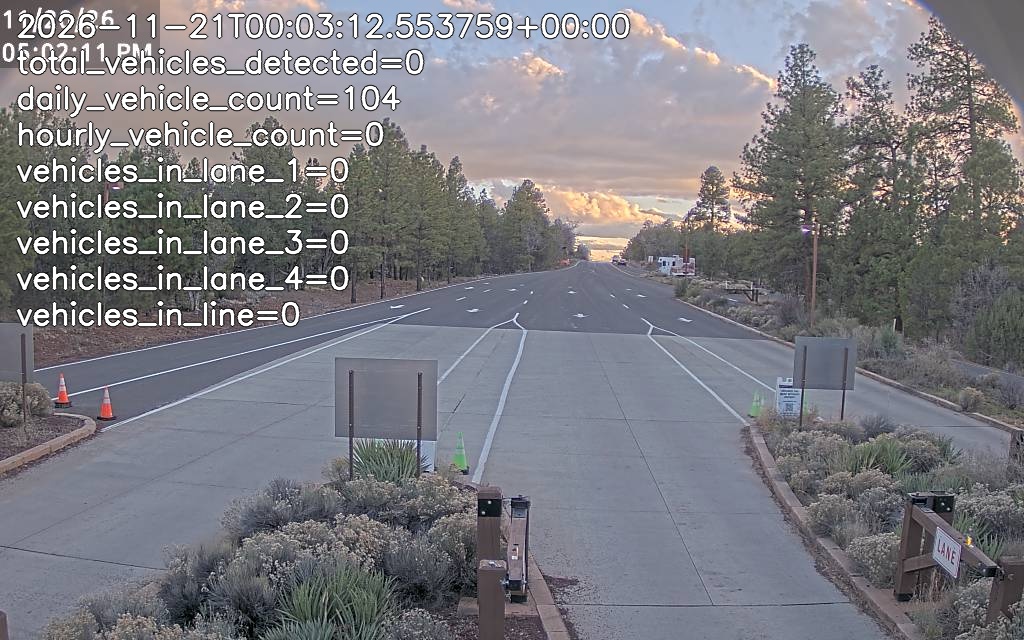 2026-11-21T00:03:12.553759+00:00
05:02:11 PM
total_vehicles_detected=0
daily_vehicle_count=104
hourly_vehicle_count=0
vehicles_in_lane_1=0
vehicles_in_lane_2=0
vehicles_in_lane_3=0
vehicles_in_lane_4=0
vehicles_in_line=0
LANE